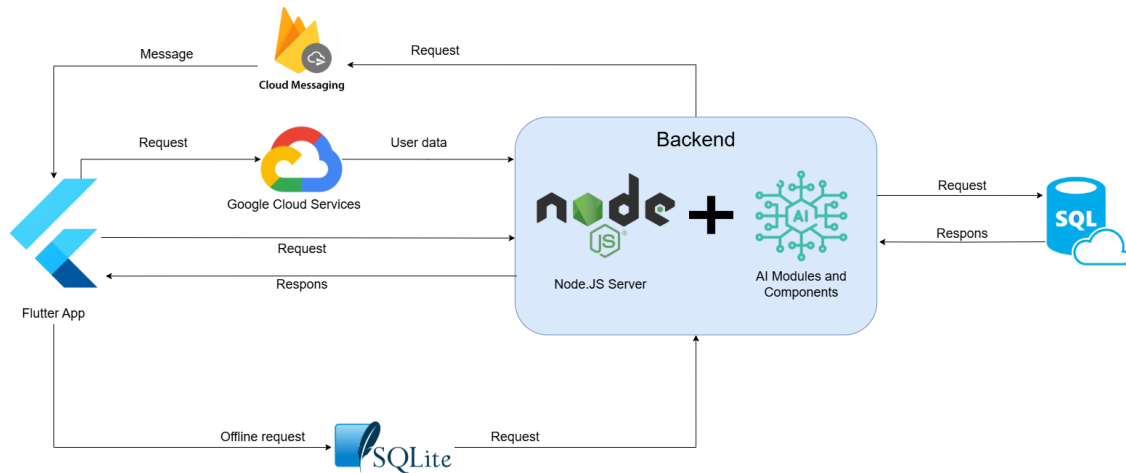 Message
Request
Cloud Messaging
Request
User data
Google Cloud Services
Backend
node
JS
®
AI
Node.JS Server
AI Modules and
Components
Request
Respons
SQL
Request
Respons
Flutter App
Offline request
SQLite
Request